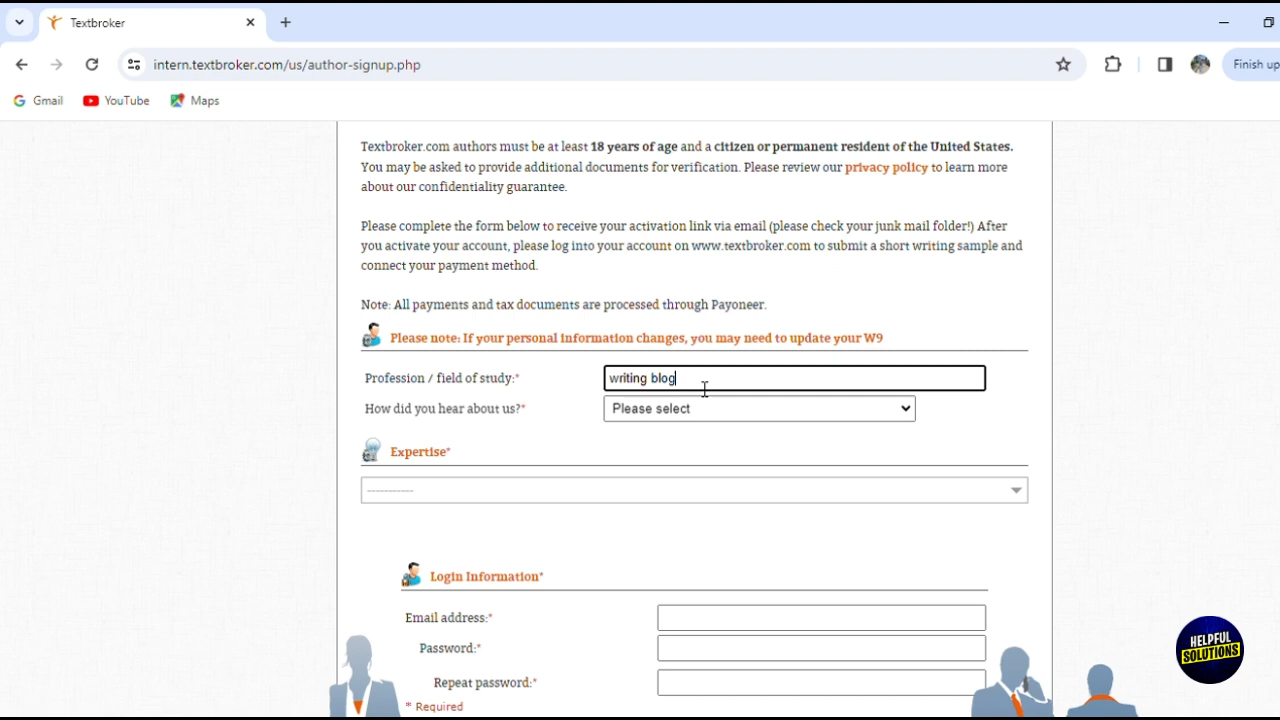 Textbroker
intern.textbroker.com/us/author-signup.php
Finish up
Gmail YouTube Maps
Textbroker.com authors must be at least 18 years of age and a citizen or permanent resident of the United States.
You may be asked to provide additional documents for verification. Please review our privacy policy to learn more
about our confidentiality guarantee.
Please complete the form below to receive your activation link via email (please check your junk mail folder!) After
you activate your account, please log into your account on www.textbroker.com to submit a short writing sample and
connect your payment method.
Note: All payments and tax documents are processed through Payoneer.
Please note: If your personal information changes, you may need to update your W9
Profession / field of study:* writing blog
How did you hear about us?* Please select
Expertise*
-----------
Login Information*
Email address:*
Password:*
Repeat password:*
* Required
HELPFUL
SOLUTIONS